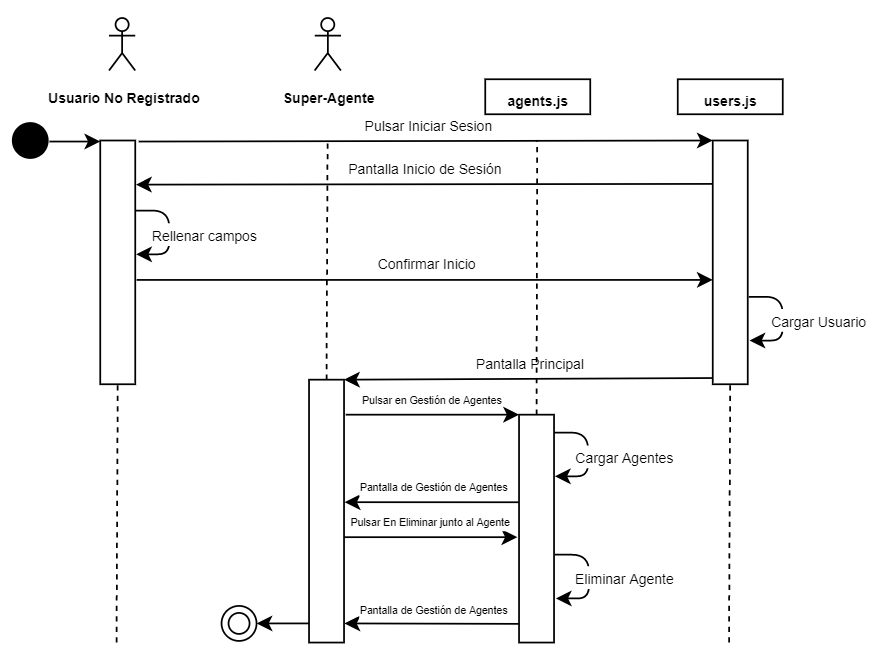 Usuario No Registrado
Super-Agente
agents.js
users.js
Pulsar Iniciar Sesion
Pantalla Inicio de Sesión
Rellenar campos
Confirmar Inicio
Cargar Usuario
Pantalla Principal
Pulsar en Gestión de Agentes
Cargar Agentes
Pantalla de Gestión de Agentes
Pulsar En Eliminar junto al Agente
Eliminar Agente
Pantalla de Gestión de Agentes